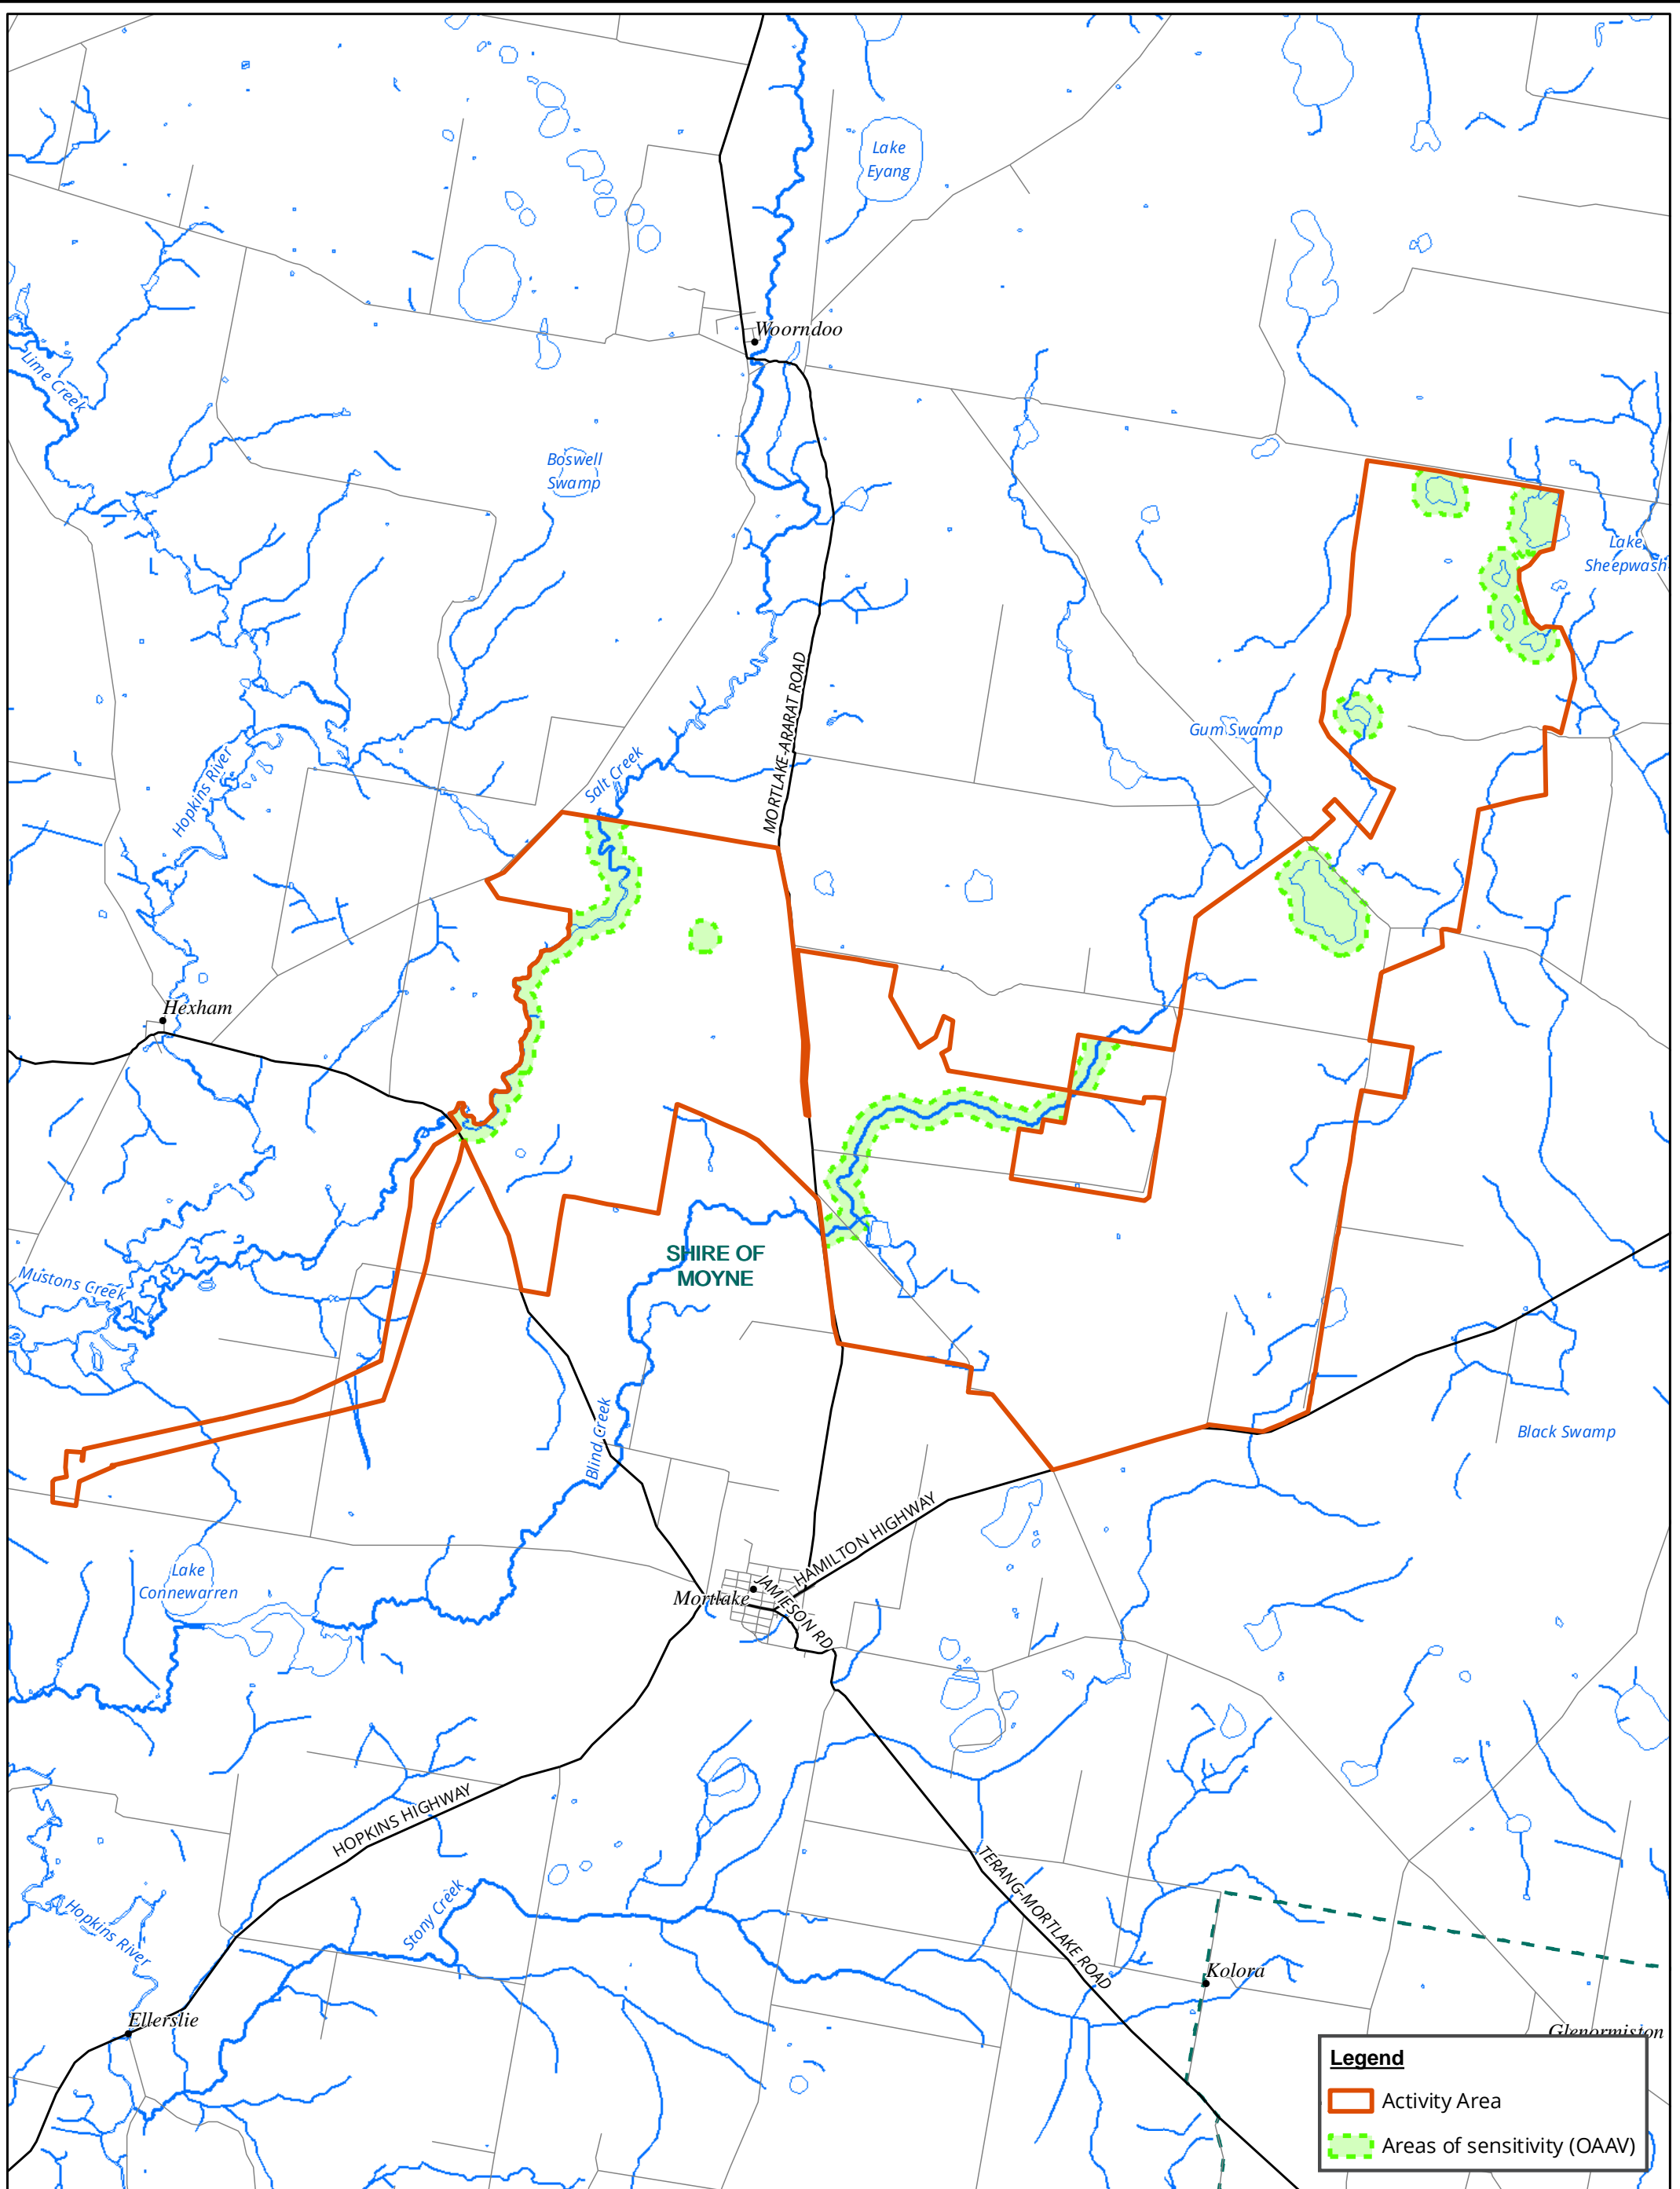 Lake
Eyang
Woorndoo
Lime Creek
Boswell
Swamp
Lake
Sheepwash
MORTLAKE-ARARAT ROAD
Gum Swamp
Hopkins River
Salt Creek
Hexham
SHIRE OF
MOYNE
Mustons Creek
Blind Creek
Black Swamp
HAMILTON HIGHWAY
Lake
Connewarren
Mortlake
JAMIESON RD
HOPKINS HIGHWAY
TERANG-MORTLAKE ROAD
Stony Creek
Hopkins River
Kolora
Ellerslie
Glenormiston
Legend
Activity Area
Areas of sensitivity (OAAV)